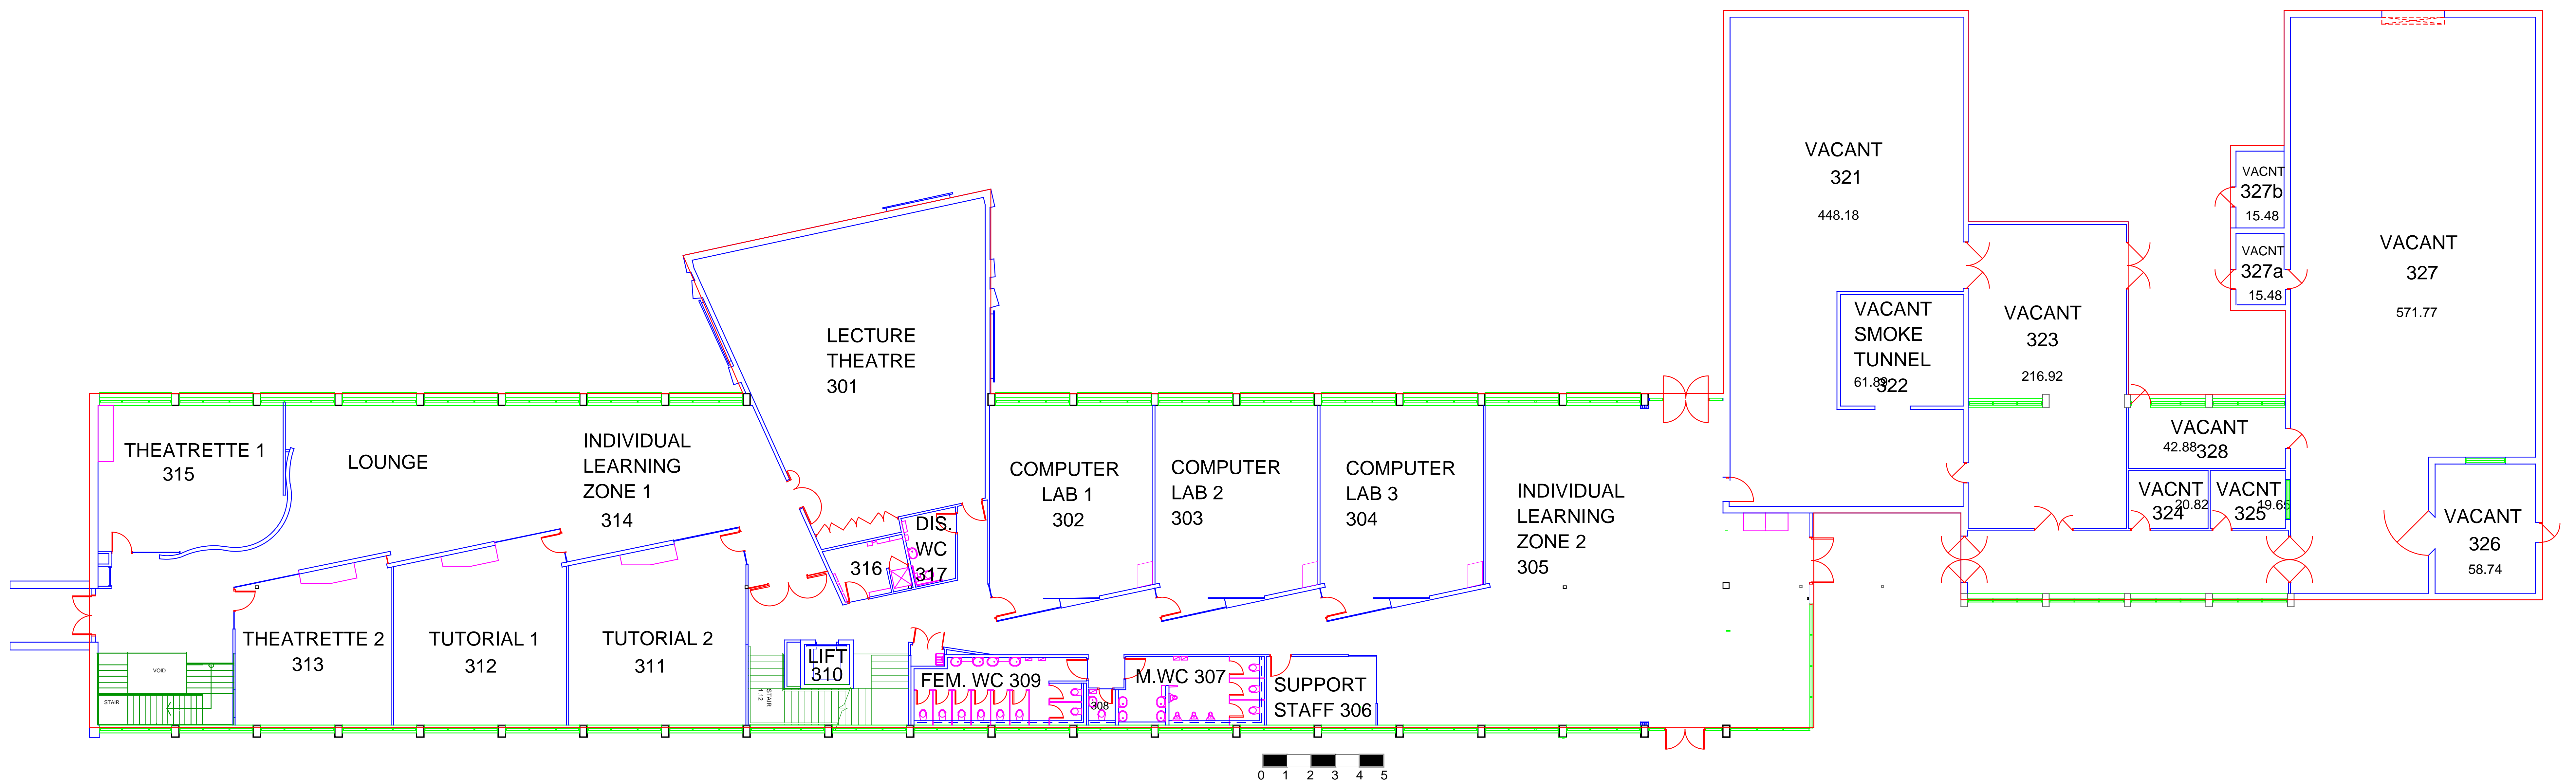 VACANT
321
448.18
VACANT
SMOKE
TUNNEL
61.89
322
VACANT
323
216.92
VACNT
327b
15.48
VACNT
327a
15.48
VACANT
327
571.77
VACANT
42.88
328
VACNT
324
20.82
VACNT
325
19.65
VACANT
326
58.74
LECTURE
THEATRE
301
THEATRETTE 1
315
LOUNGE
INDIVIDUAL
LEARNING
ZONE 1
314
316
DIS.
WC
317
COMPUTER
LAB 1
302
COMPUTER
LAB 2
303
COMPUTER
LAB 3
304
INDIVIDUAL
LEARNING
ZONE 2
305
VOID
STAIR
THEATRETTE 2
313
TUTORIAL 1
312
TUTORIAL 2
311
STAIR
1:12
LIFT
310
FEM. WC 309
308
M.WC 307
SUPPORT
STAFF 306
0 1 2 3 4 5